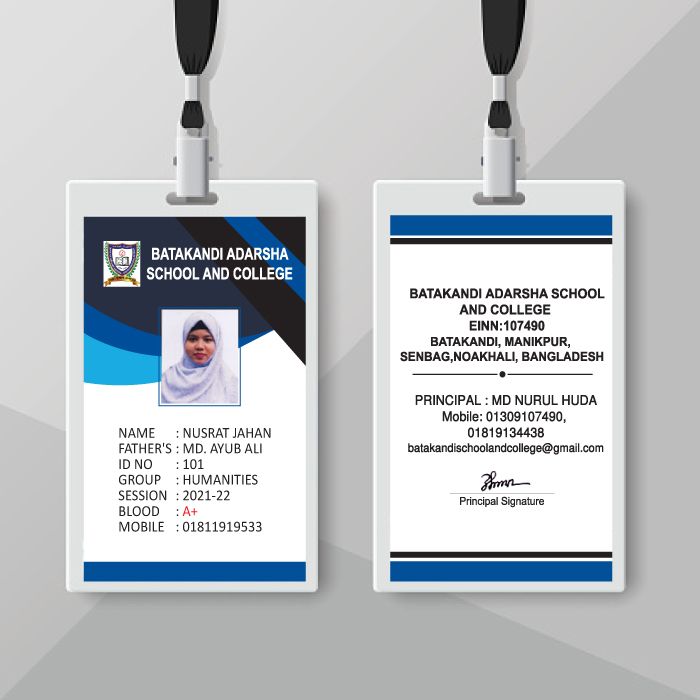 BATAKANDI ADARSHA
SCHOOL AND COLLEGE
NAME : NUSRAT JAHAN
FATHER'S : MD. AYUB ALI
ID NO : 101
GROUP : HUMANITIES
SESSION : 2021-22
BLOOD : A+
MOBILE : 01811919533
BATAKANDI ADARSHA SCHOOL
AND COLLEGE
EINN:107490
BATAKANDI, MANIKPUR,
SENBAG,NOAKHALI, BANGLADESH
PRINCIPAL : MD NURUL HUDA
Mobile: 01309107490,
01819134438
batakandischoolandcollege@gmail.com
Principal Signature